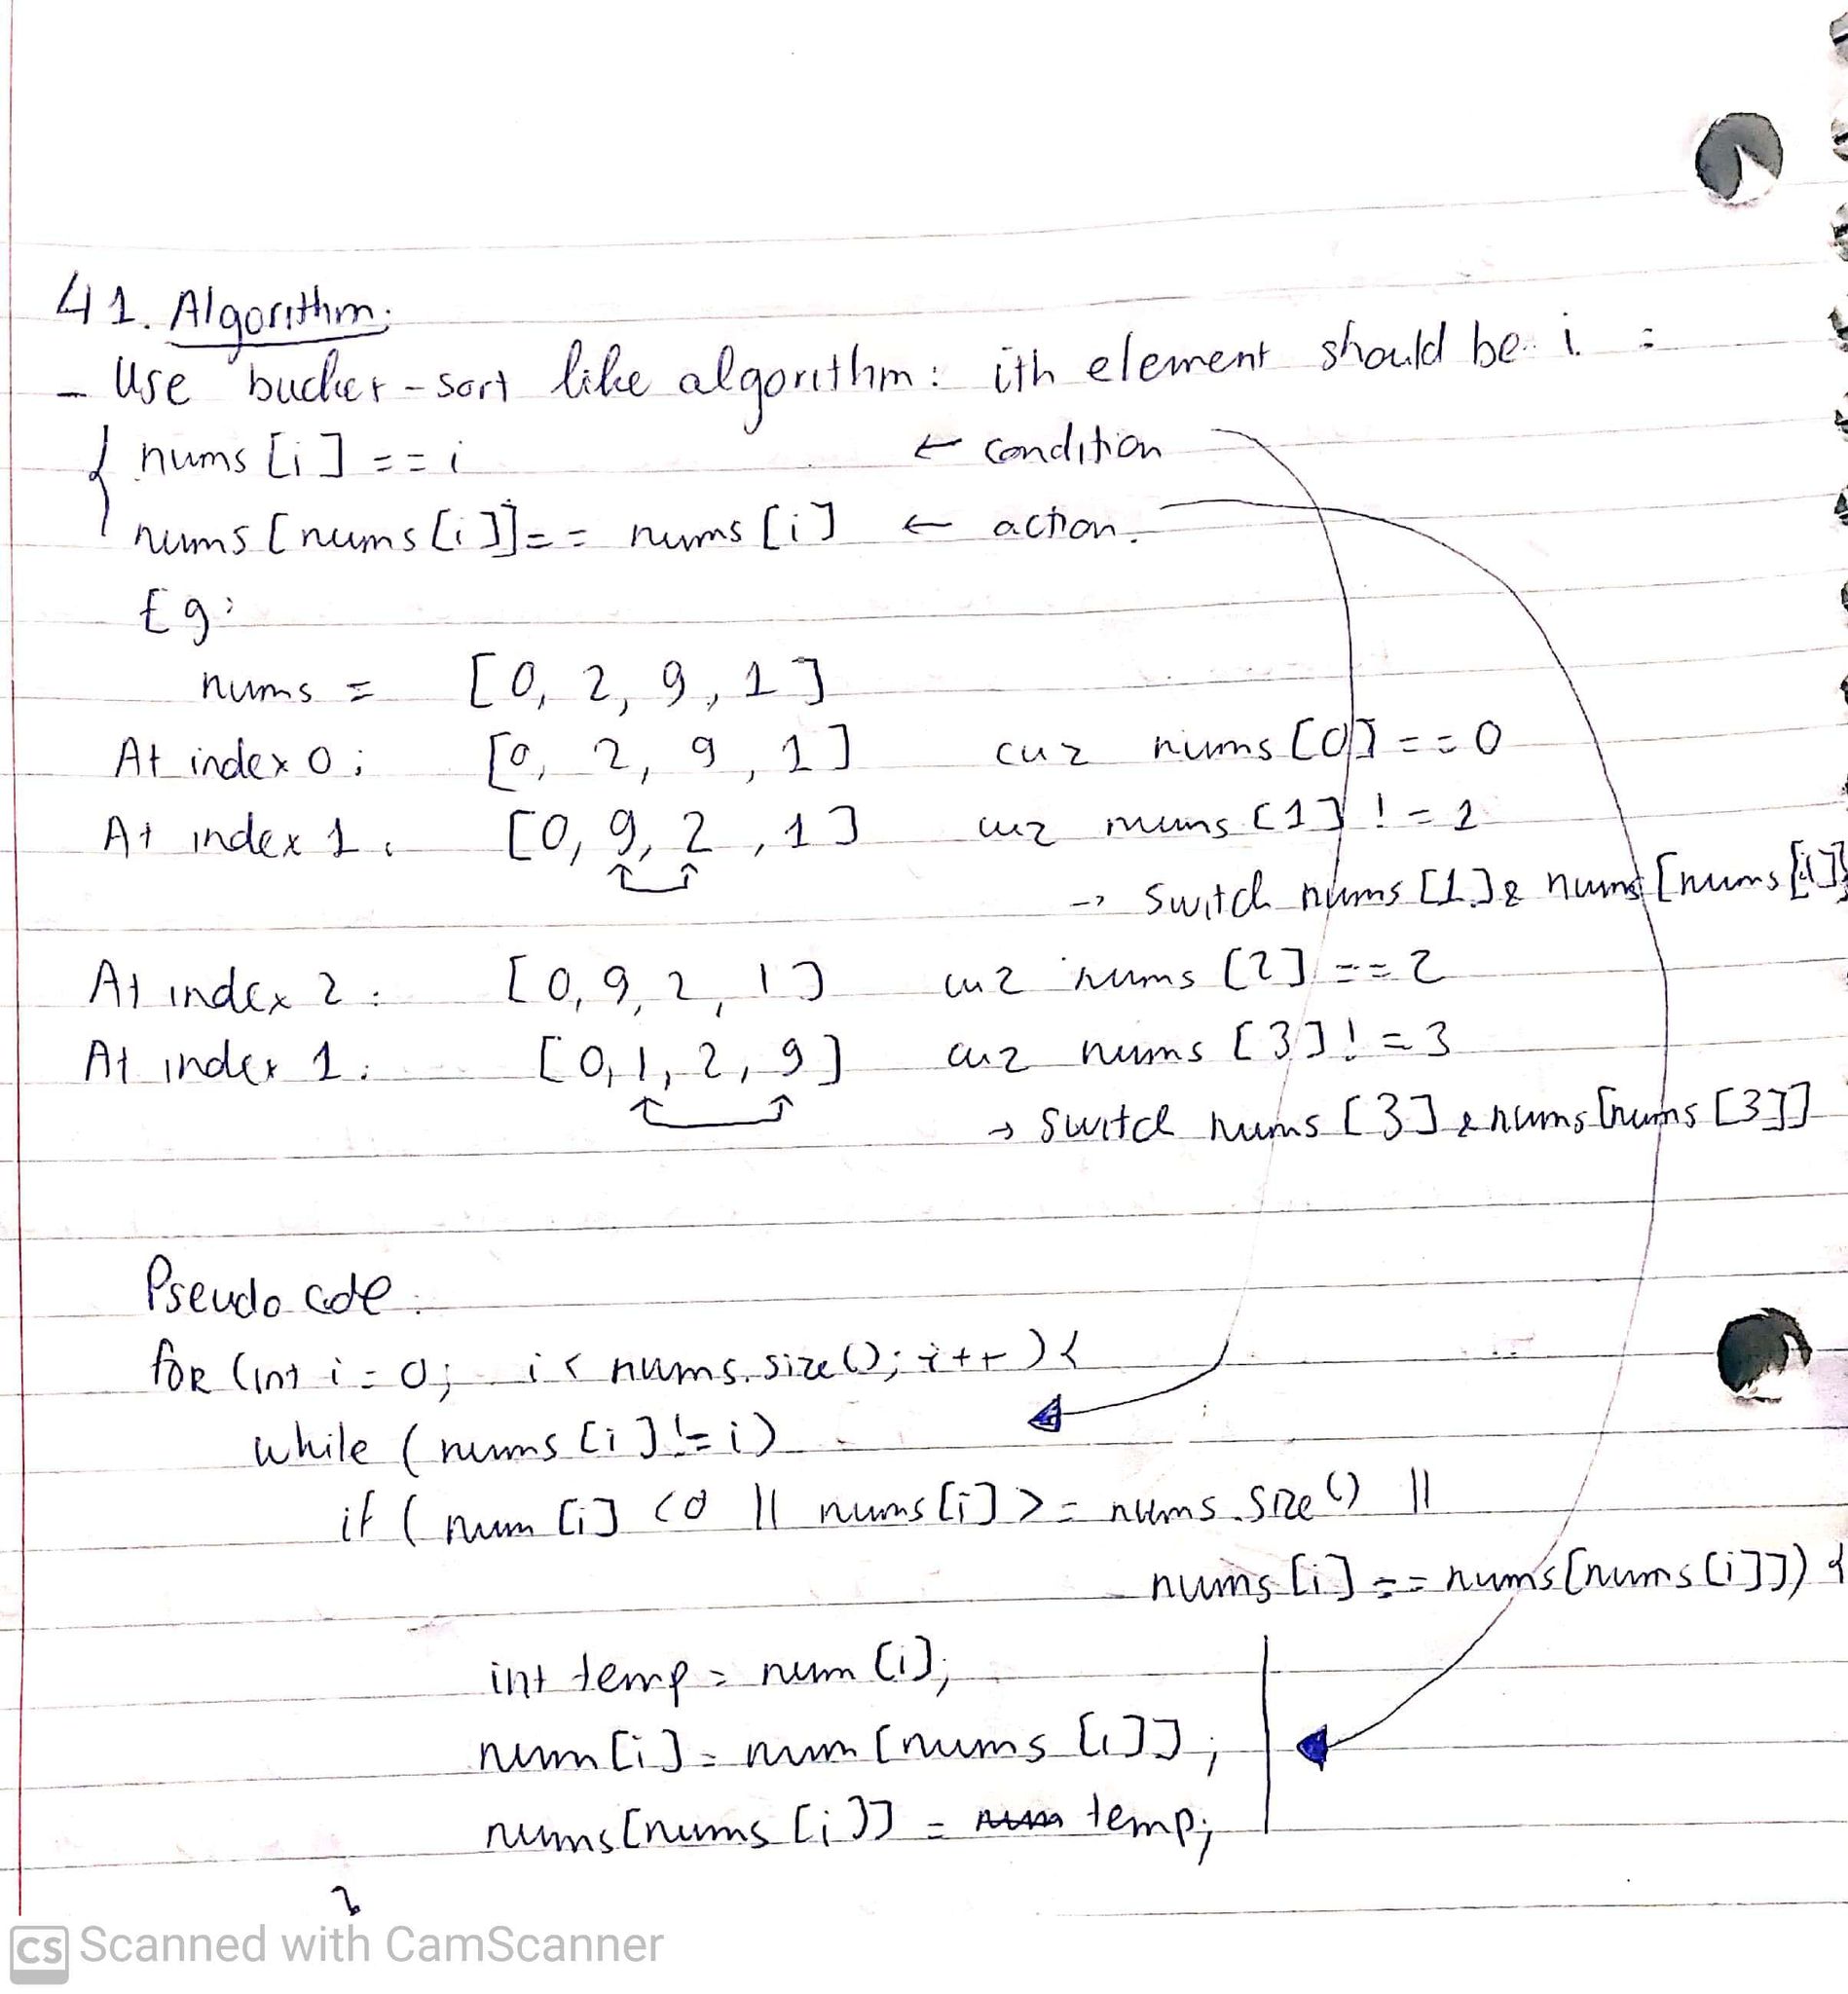 41. Algorithm:
- Use bucket-sort like algorithm: ith element should be i :
{ nums [i] == i ← condition
nums [nums [i]] == nums [i] ← action.
Eg:
nums = [0, 2, 9, 1]
At index 0: [0, 2, 9, 1] cuz nums [0] == 0
At index 1: [0, 9, 2, 1] cuz nums [1] != 1
→ switch nums [1] & nums [nums [1]]
At index 2: [0, 9, 2, 1] cuz nums [2] == 2
At index 1: [0, 1, 2, 9] cuz nums [3] != 3
→ switch nums [3] & nums [nums [3]]
Pseudo code:
for (int i = 0; i < nums.size(); i++) {
while (nums [i] != i)
if (num [i] < 0 || nums [i] >= nums.size() ||
nums [i] == nums [nums [i]]) {
int temp = num [i];
num [i] = num [nums [i]];
nums [nums [i]] = temp;
}
CS Scanned with CamScanner